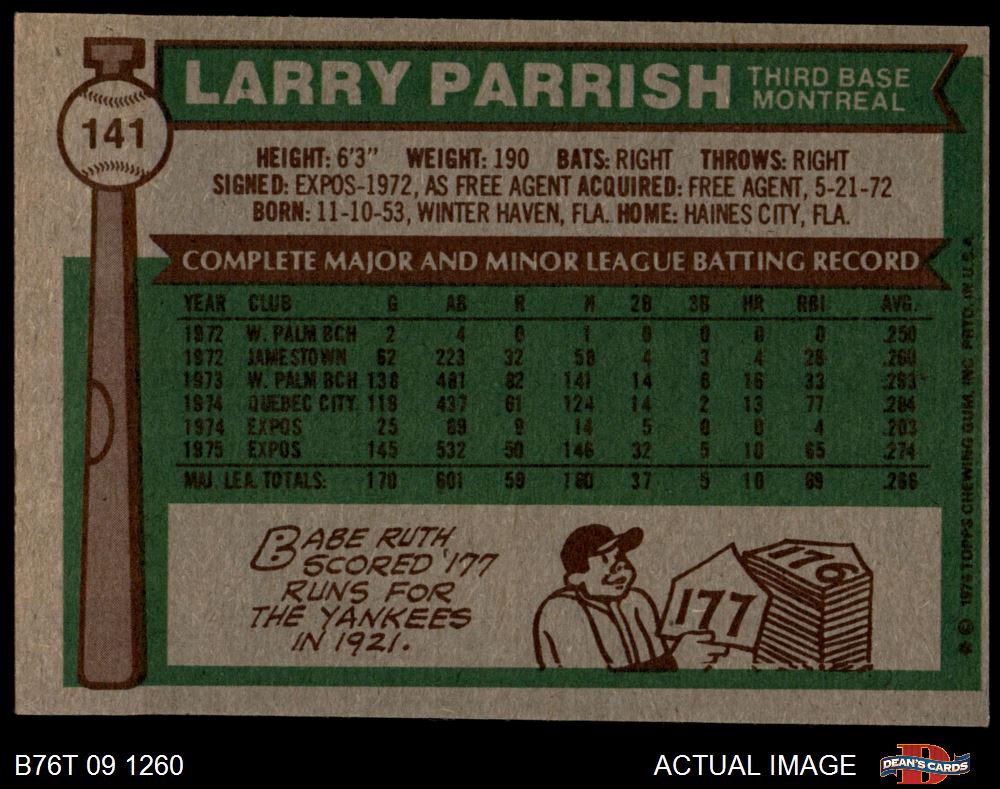 141
LARRY PARRISH THIRD BASE
MONTREAL
HEIGHT: 6'3" WEIGHT: 190 BATS: RIGHT THROWS: RIGHT
SIGNED: EXPOS-1972, AS FREE AGENT ACQUIRED: FREE AGENT, 5-21-72
BORN: 11-10-53, WINTER HAVEN, FLA. HOME: HAINES CITY, FLA.
COMPLETE MAJOR AND MINOR LEAGUE BATTING RECORD
YEAR CLUB G AB R H 2B 3B HR RBI AVG.
1972 W. PALM BCH 2 4 0 1 0 0 0 0 .250
1972 JAMESTOWN 62 223 32 58 4 3 4 28 .260
1973 W. PALM BCH 138 481 82 141 14 6 16 33 .293
1974 QUEBEC CITY 118 437 61 124 14 2 13 77 .284
1974 EXPOS 25 69 9 14 5 0 0 4 .203
1975 EXPOS 145 532 50 146 32 5 10 65 .274
MAJ. LEA. TOTALS: 170 601 59 160 37 5 10 69 .266
BABE RUTH
SCORED '177
RUNS FOR
THE YANKEES
IN 1921.
177
176
* © 1976 TOPPS CHEWING GUM, INC. PRTD. IN U.S.A.
B76T 09 1260 ACTUAL IMAGE
D
DEAN'S CARDS